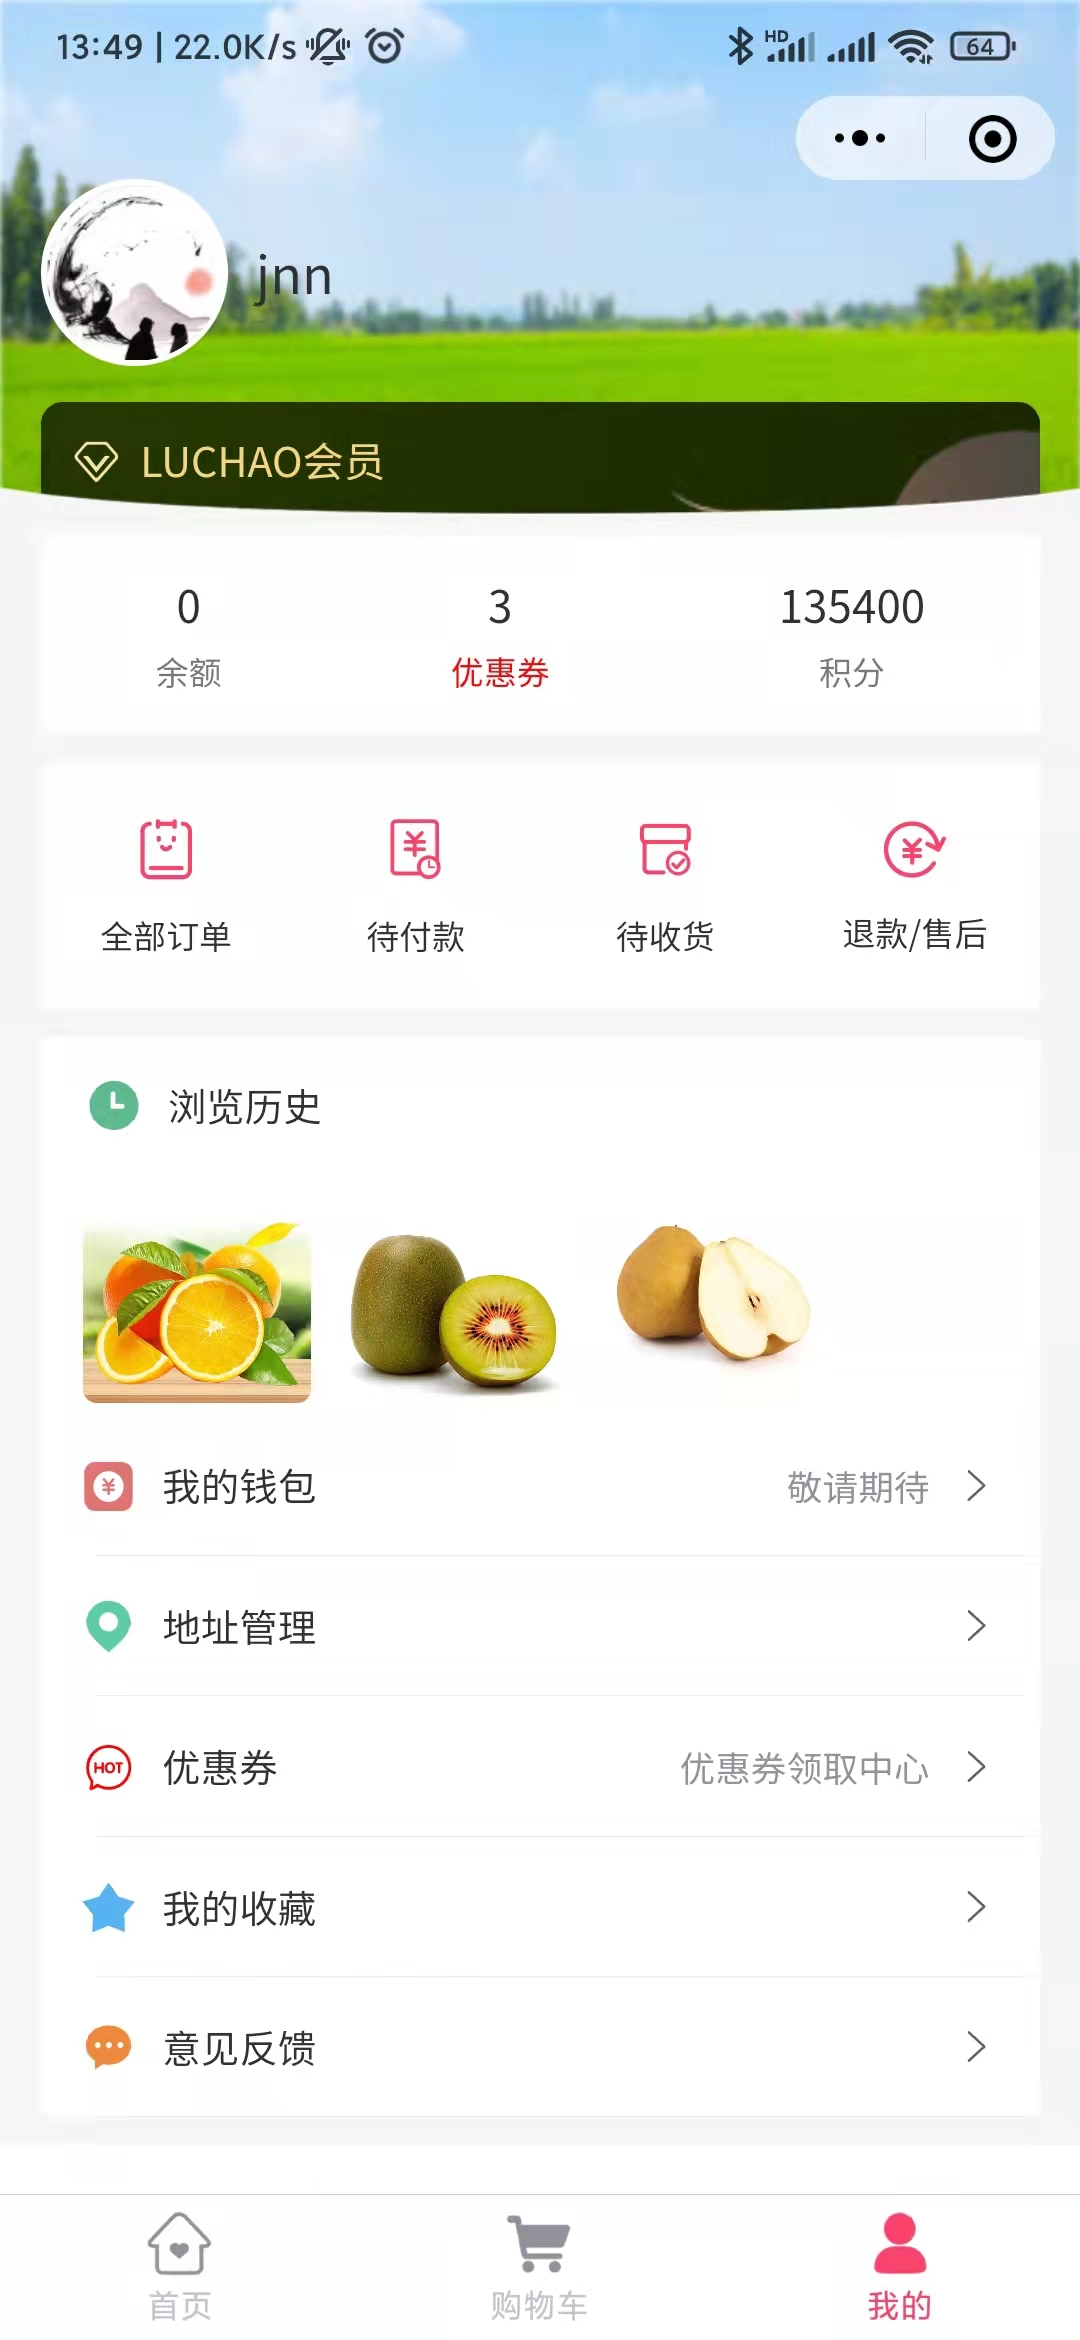 13:49 | 22.0K/s HD 64
jnn
LUCHAO会员
0 3 135400
余额 优惠券 积分
全部订单 待付款 待收货 退款/售后
浏览历史
我的钱包 敬请期待
地址管理
HOT 优惠券 优惠券领取中心
我的收藏
意见反馈
首页 购物车 我的